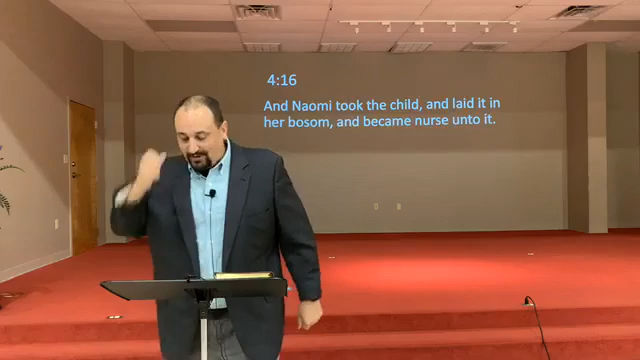 4:16
And Naomi took the child, and laid it in
her bosom, and became nurse unto it.